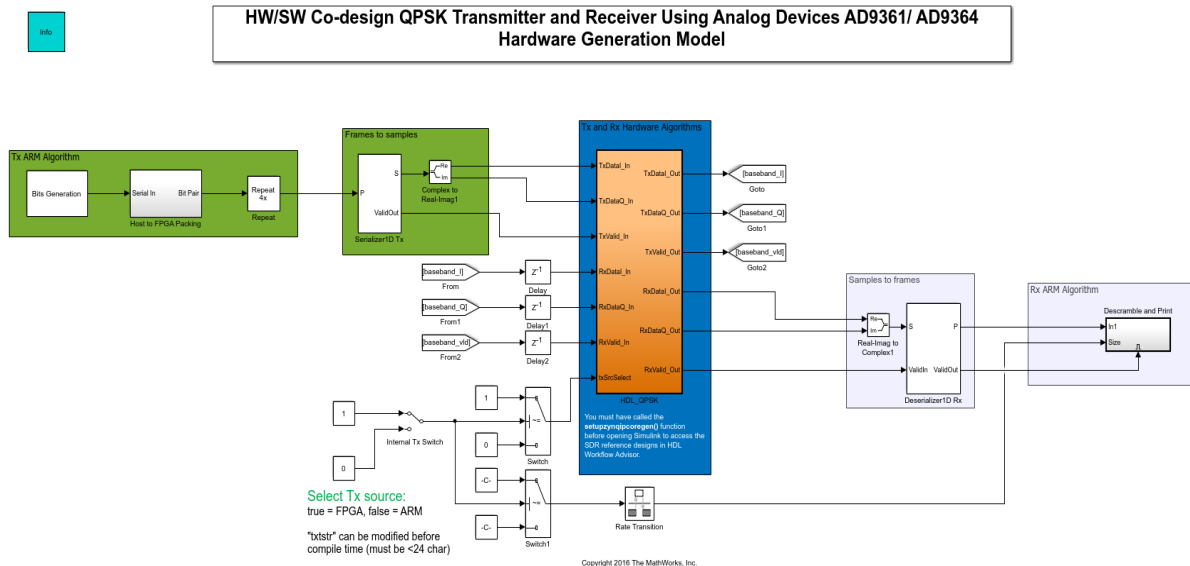 Info
HW/SW Co-design QPSK Transmitter and Receiver Using Analog Devices AD9361/ AD9364
Hardware Generation Model
Tx ARM Algorithm
Bits Generation
Serial In
Bit Pair
Host to FPGA Packing
Repeat
4x
Repeat
Frames to samples
P
S
ValidOut
Serializer1D Tx
Re
Im
Complex to
Real-Imag1
Tx and Rx Hardware Algorithms
TxDataI_In
TxDataQ_In
TxValid_In
RxDataI_In
RxDataQ_In
RxValid_In
txSrcSelect
TxDataI_Out
TxDataQ_Out
TxValid_Out
RxDataI_Out
RxDataQ_Out
RxValid_Out
HDL_QPSK
You must have called the
setupzynqipcoregen() function
before opening Simulink to access the
SDR reference designs in HDL
Workflow Advisor.
[baseband_I]
Goto
[baseband_Q]
Goto1
[baseband_vld]
Goto2
[baseband_I]
From
Z-1
Delay
[baseband_Q]
From1
Z-1
Delay1
[baseband_vld]
From2
Z-1
Delay2
Samples to frames
Re
Im
Real-Imag to
Complex1
S
P
ValidIn
ValidOut
Deserializer1D Rx
Rx ARM Algorithm
Descramble and Print
In1
Size
1
0
Internal Tx Switch
1
0
~=
Switch
-C-
-C-
~=
Switch1
Rate Transition
Select Tx source:
true = FPGA, false = ARM
"txtstr" can be modified before
compile time (must be <24 char)
Copyright 2016 The MathWorks, Inc.